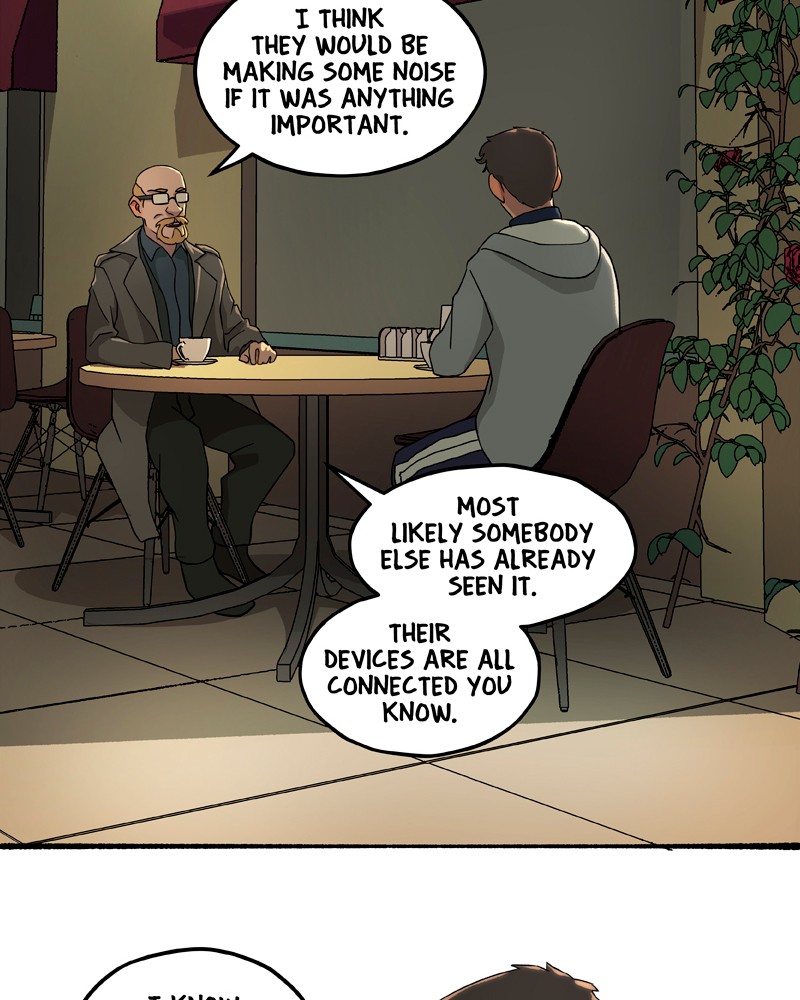 I THINK
THEY WOULD BE
MAKING SOME NOISE
IF IT WAS ANYTHING
IMPORTANT.
MOST
LIKELY SOMEBODY
ELSE HAS ALREADY
SEEN IT.
THEIR
DEVICES ARE ALL
CONNECTED YOU
KNOW.
I KNOW